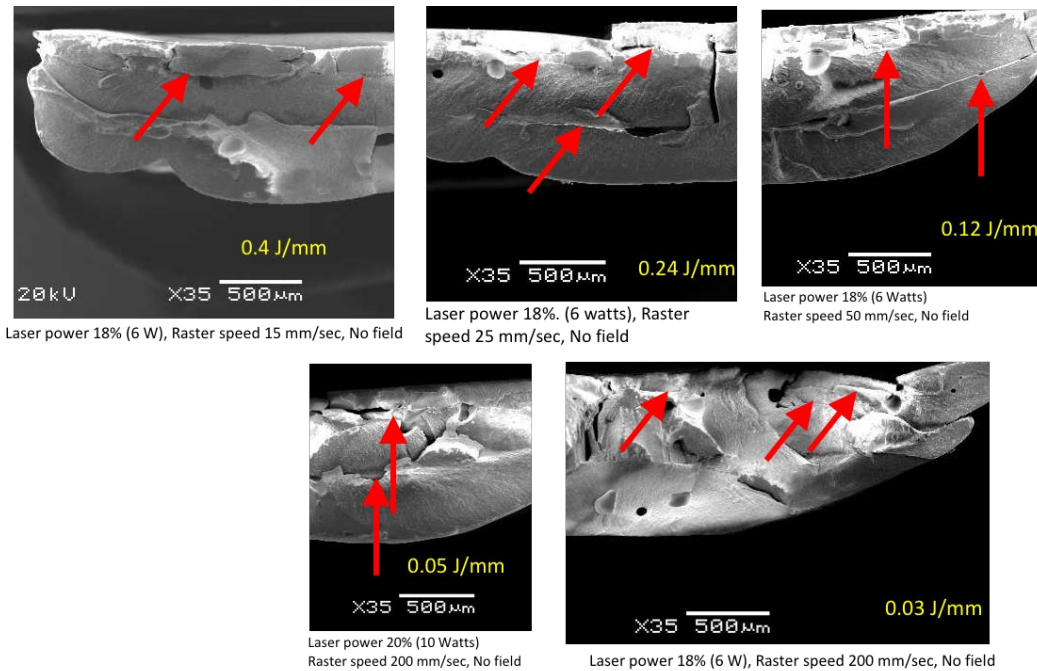 0.4 J/mm
20kV X35 500µm
Laser power 18% (6 W), Raster speed 15 mm/sec, No field
0.24 J/mm
X35 500µm
Laser power 18%. (6 watts), Raster
speed 25 mm/sec, No field
0.12 J/mm
X35 500µm
Laser power 18% (6 Watts)
Raster speed 50 mm/sec, No field
0.05 J/mm
X35 500µm
Laser power 20% (10 Watts)
Raster speed 200 mm/sec, No field
0.03 J/mm
X35 500µm
Laser power 18% (6 W), Raster speed 200 mm/sec, No field